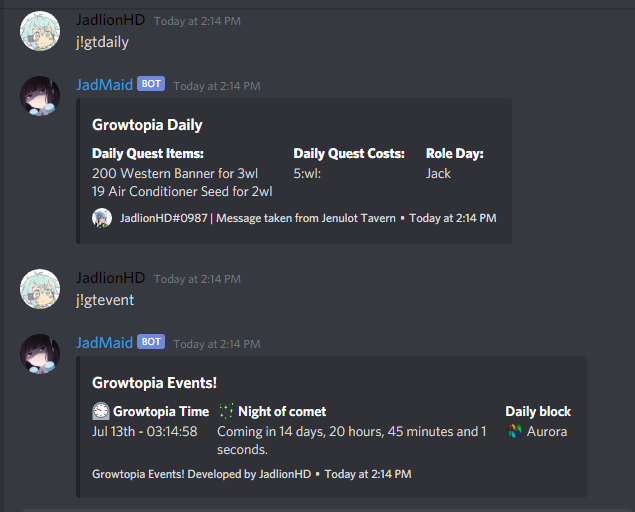 JadlionHD Today at 2:14 PM
j!gtdaily
JadMaid BOT Today at 2:14 PM
Growtopia Daily
Daily Quest Items: Daily Quest Costs: Role Day:
200 Western Banner for 3wl 5:wl: Jack
19 Air Conditioner Seed for 2wl
JadlionHD#0987 | Message taken from Jenulot Tavern • Today at 2:14 PM
JadlionHD Today at 2:14 PM
j!gtevent
JadMaid BOT Today at 2:14 PM
Growtopia Events!
Growtopia Time Night of comet Daily block
Jul 13th - 03:14:58 Coming in 14 days, 20 hours, 45 minutes and 1 Aurora
seconds.
Growtopia Events! Developed by JadlionHD • Today at 2:14 PM